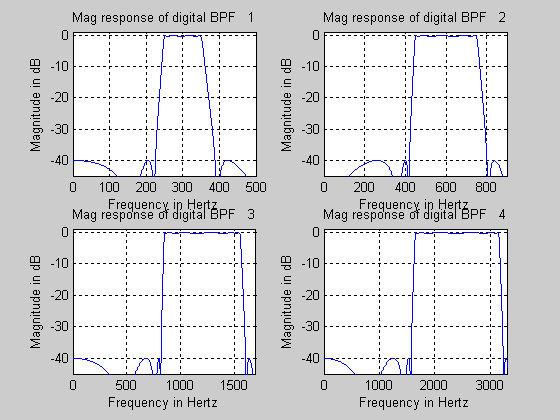 Mag response of digital BPF 1
0
-10
-20
-30
-40
Magnitude in dB
0 100 200 300 400 500
Frequency in Hertz
Mag response of digital BPF 2
0
-10
-20
-30
-40
Magnitude in dB
200 400 600 800
Frequency in Hertz
Mag response of digital BPF 3
0
-10
-20
-30
-40
Magnitude in dB
0 500 1000 1500
Frequency in Hertz
Mag response of digital BPF 4
0
-10
-20
-30
-40
Magnitude in dB
0 1000 2000 3000
Frequency in Hertz